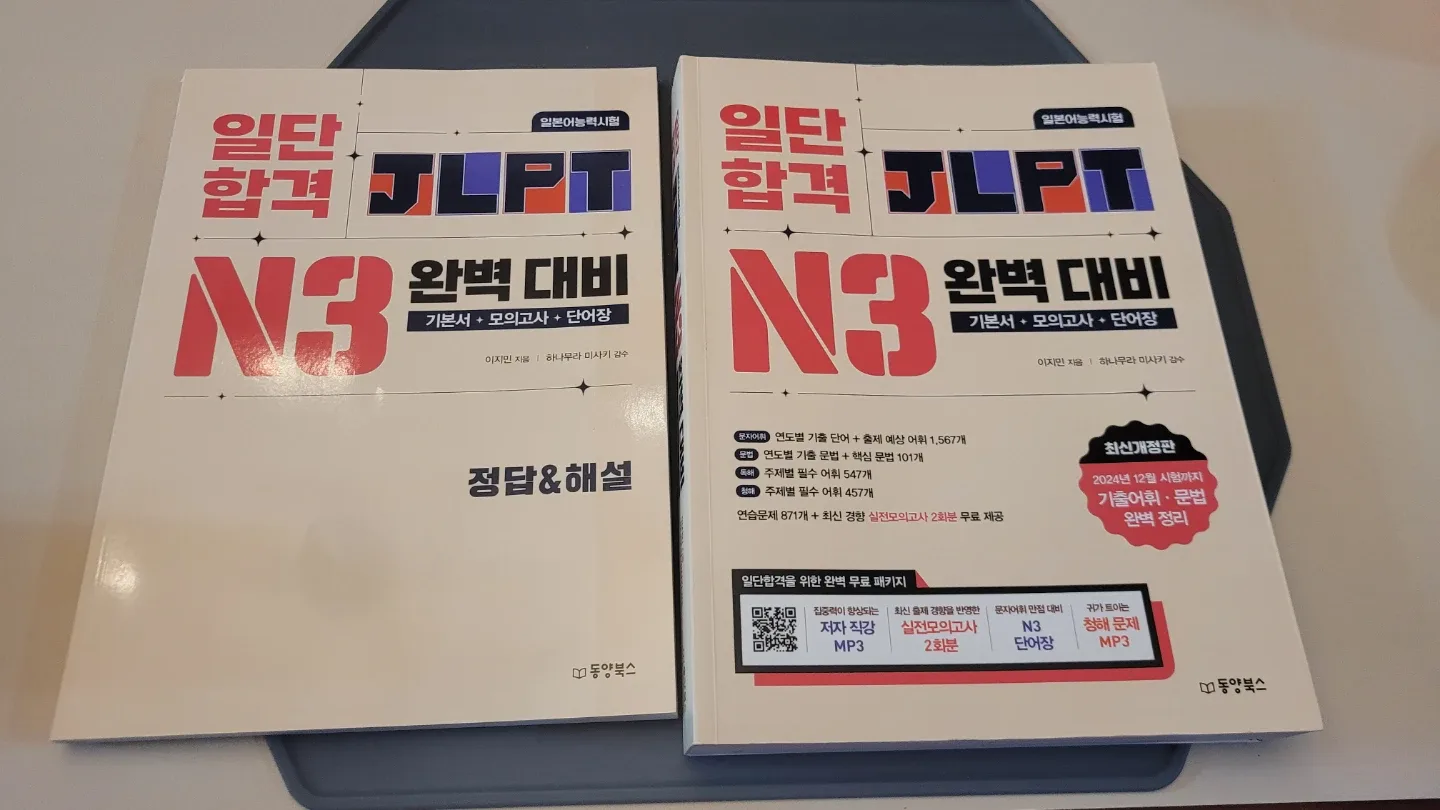 일단
합격
일본어능력시험
JLPT
N3
완벽 대비
기본서 + 모의고사 + 단어장
이지민 지음 | 하나무라 미사키 감수
정답&해설
동양북스
일단
합격
일본어능력시험
JLPT
N3
완벽 대비
기본서 + 모의고사 + 단어장
이지민 지음 | 하나무라 미사키 감수
문자어휘 연도별 기출 단어 + 출제 예상 어휘 1,567개
문법 연도별 기출 문법 + 핵심 문법 101개
독해 주제별 필수 어휘 547개
청해 주제별 필수 어휘 457개
연습문제 871개 + 최신 경향 실전모의고사 2회분 무료 제공
최신개정판
2024년 12월 시험까지
기출어휘 · 문법
완벽 정리
일단합격을 위한 완벽 무료 패키지
집중력이 향상되는
저자 직강
MP3
최신 출제 경향을 반영한
실전모의고사
2회분
문자어휘 만점 대비
N3
단어장
귀가 트이는
청해 문제
MP3
동양북스